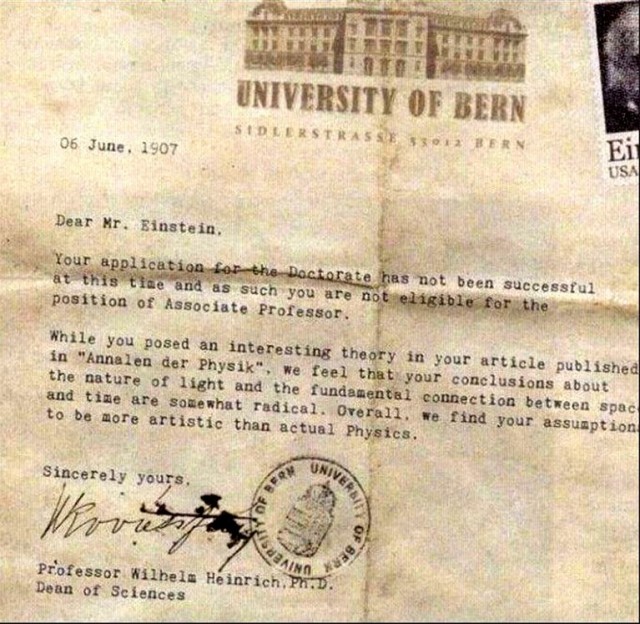 UNIVERSITY OF BERN
SIDLERSTRASSE 53012 BERN
Ei
USA
06 June, 1907
Dear Mr. Einstein,
Your application for the Doctorate has not been successful
at this time and as such you are not eligible for the
position of Associate Professor.
While you posed an interesting theory in your article published
in "Annalen der Physik", we feel that your conclusions about
the nature of light and the fundamental connection between spac
and time are somewhat radical. Overall, we find your assumption
to be more artistic than actual Physics.
Sincerely yours,
UNIVERSITY OF BERN UNIVERSITY OF BERN
Professor Wilhelm Heinrich, Ph.D.
Dean of Sciences